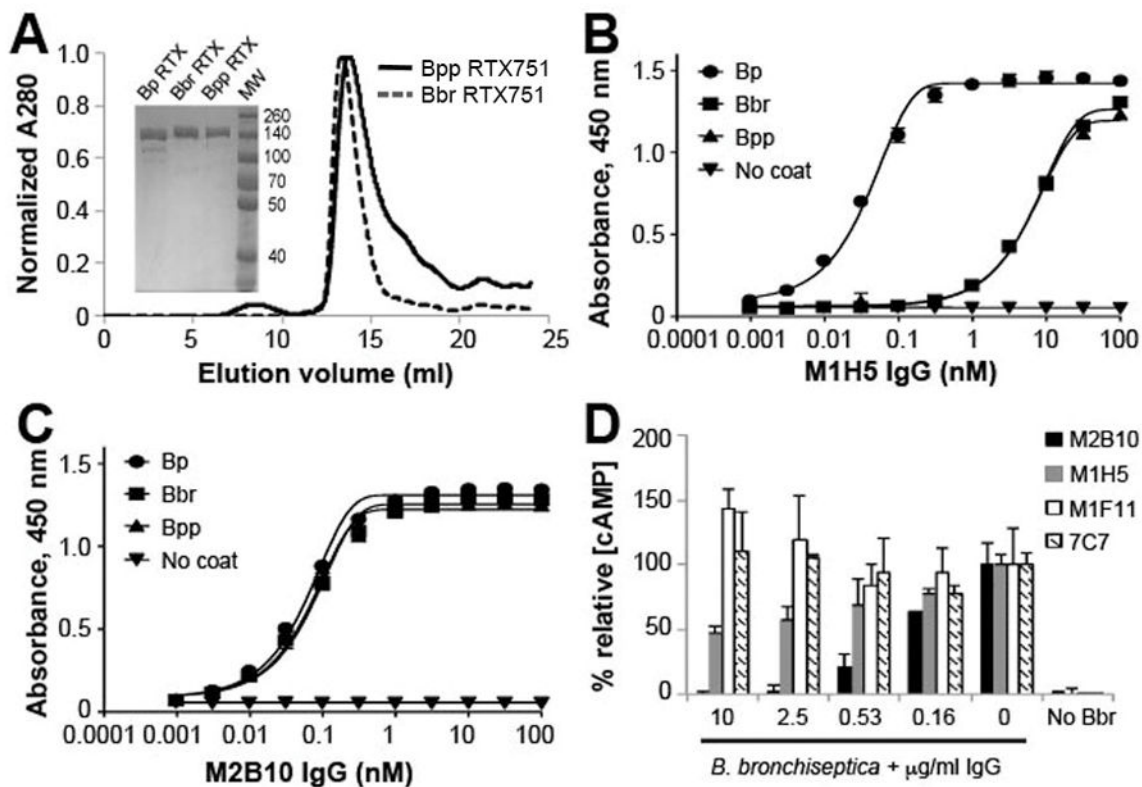 A
Normalized A280
1.0
0.8
0.6
0.4
0.2
0
0 5 10 15 20 25
Elution volume (ml)
Bp RTX
Bbr RTX
Bpp RTX
MW
260
140
100
70
50
40
Bpp RTX751
Bbr RTX751
B
Absorbance, 450 nm
1.5
1.0
0.5
0
0.0001 0.01 0.1 1 10 100
M1H5 IgG (nM)
Bp
Bbr
Bpp
No coat
C
Absorbance, 450 nm
1.5
1.0
0.5
0
0.0001 0.01 0.1 1 10 100
M2B10 IgG (nM)
Bp
Bbr
Bpp
No coat
D
% relative [cAMP]
200
150
100
50
0
10 2.5 0.53 0.16 0 No Bbr
B. bronchiseptica + μg/ml IgG
M2B10
M1H5
M1F11
7C7